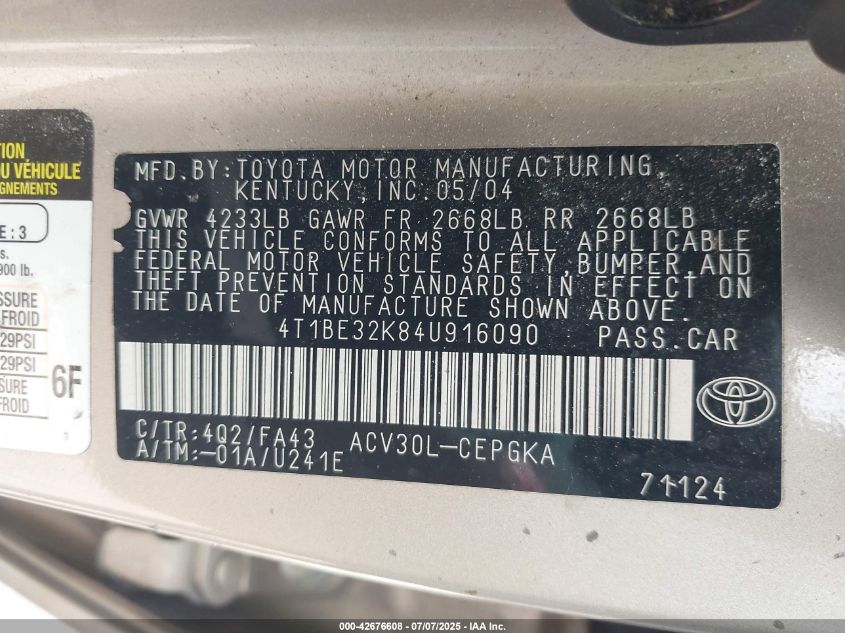 TION
U VÉHICULE
GNEMENTS
E : 3
s.
900 lb.
SSURE
FROID
29PSI
29PSI
SSURE
FROID
6F
MFD.BY:TOYOTA MOTOR MANUFACTURING,
KENTUCKY,INC.05/04
GVWR 4233LB GAWR FR 2668LB RR 2668LB
THIS VEHICLE CONFORMS TO ALL APPLICABLE
FEDERAL MOTOR VEHICLE SAFETY,BUMPER,AND
THEFT PREVENTION STANDARDS IN EFFECT ON
THE DATE OF MANUFACTURE SHOWN ABOVE.
4T1BE32K84U916090 PASS.CAR
C/TR:4Q2/FA43 ACV30L-CEPGKA
A/TM:-01A/U241E
71124
000-42676608 - 07/07/2025 - IAA Inc.